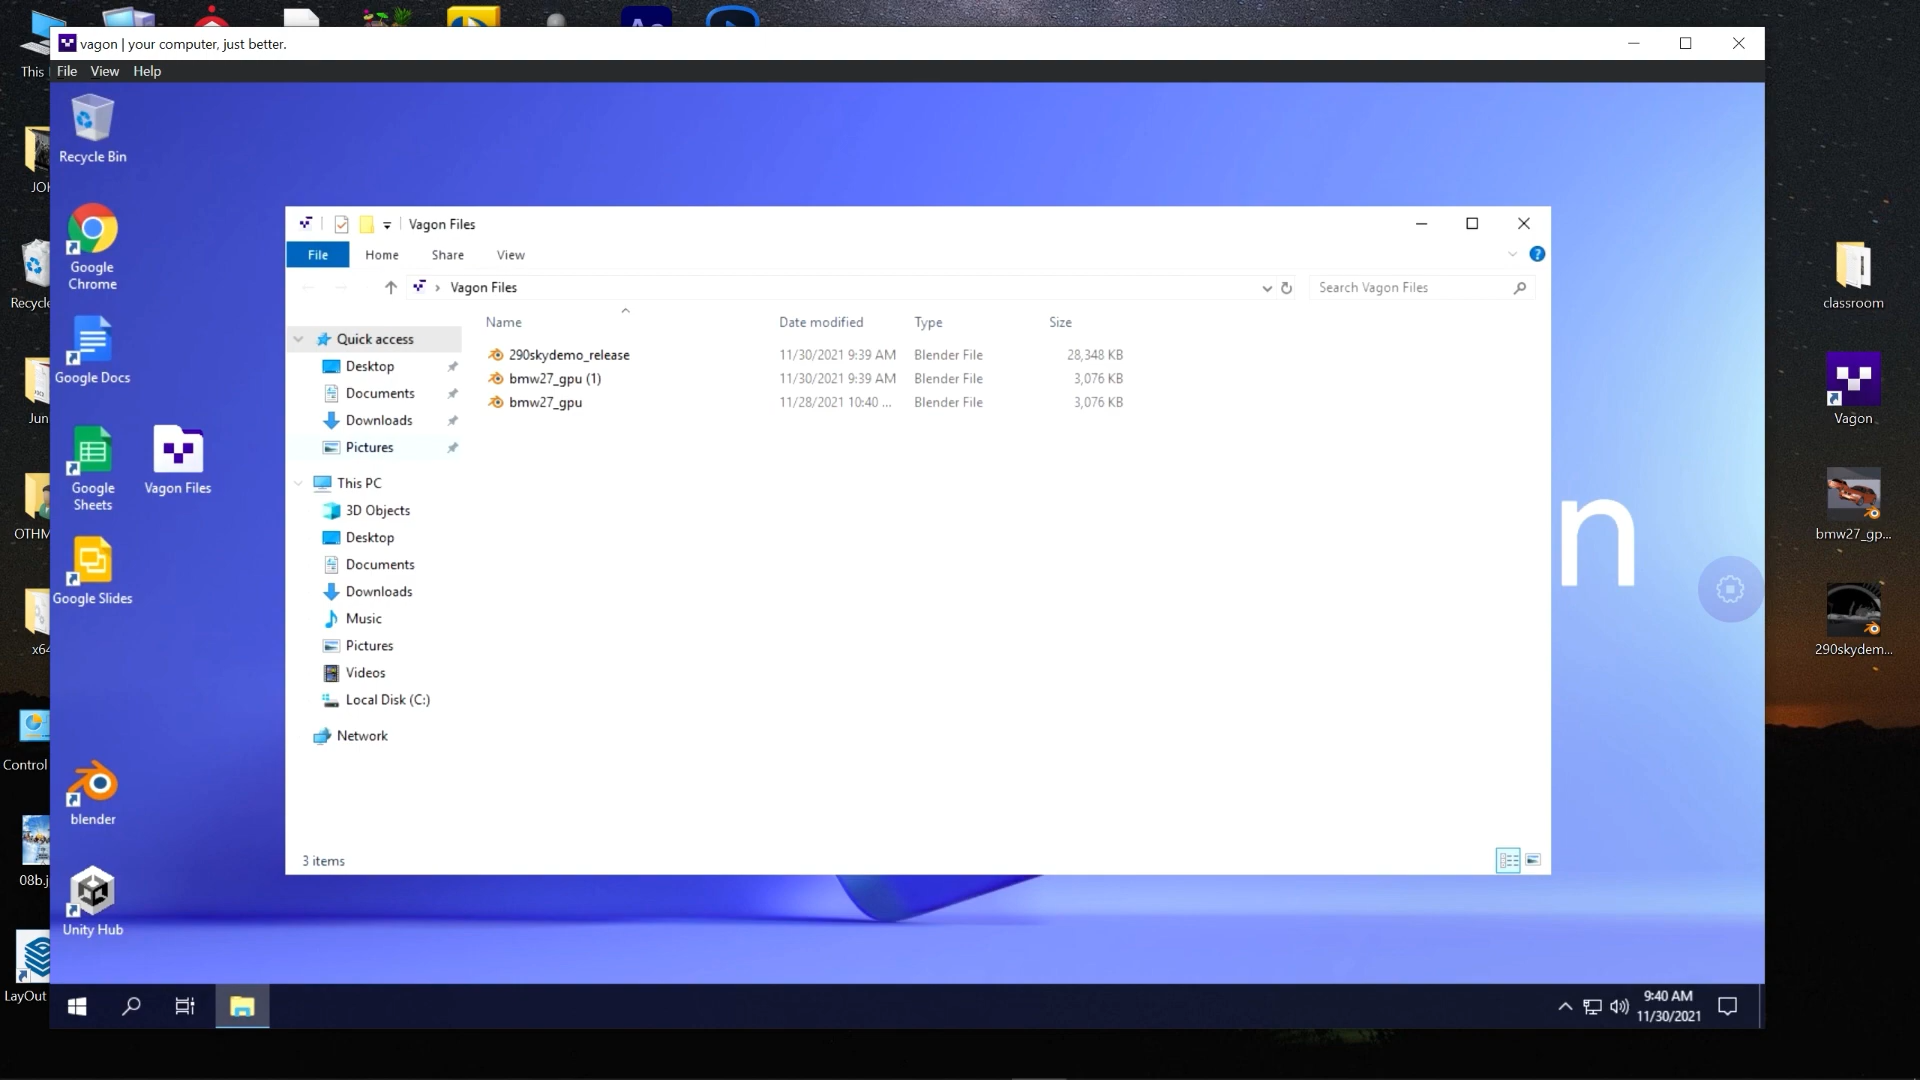 vagon | your computer, just better.
File View Help
This
JOK
Recycle
Jun
OTHM
x64
Control
08b.j
LayOut
Recycle Bin
Google
Chrome
Google Docs
Google
Sheets
Vagon Files
Google Slides
blender
Unity Hub
Vagon Files
File Home Share View
Vagon Files
Search Vagon Files
Name Date modified Type Size
290skydemo_release 11/30/2021 9:39 AM Blender File 28,348 KB
bmw27_gpu (1) 11/30/2021 9:39 AM Blender File 3,076 KB
bmw27_gpu 11/28/2021 10:40 ... Blender File 3,076 KB
Quick access
Desktop
Documents
Downloads
Pictures
This PC
3D Objects
Desktop
Documents
Downloads
Music
Pictures
Videos
Local Disk (C:)
Network
3 items
n
classroom
Vagon
bmw27_gp...
290skydem...
9:40 AM
11/30/2021